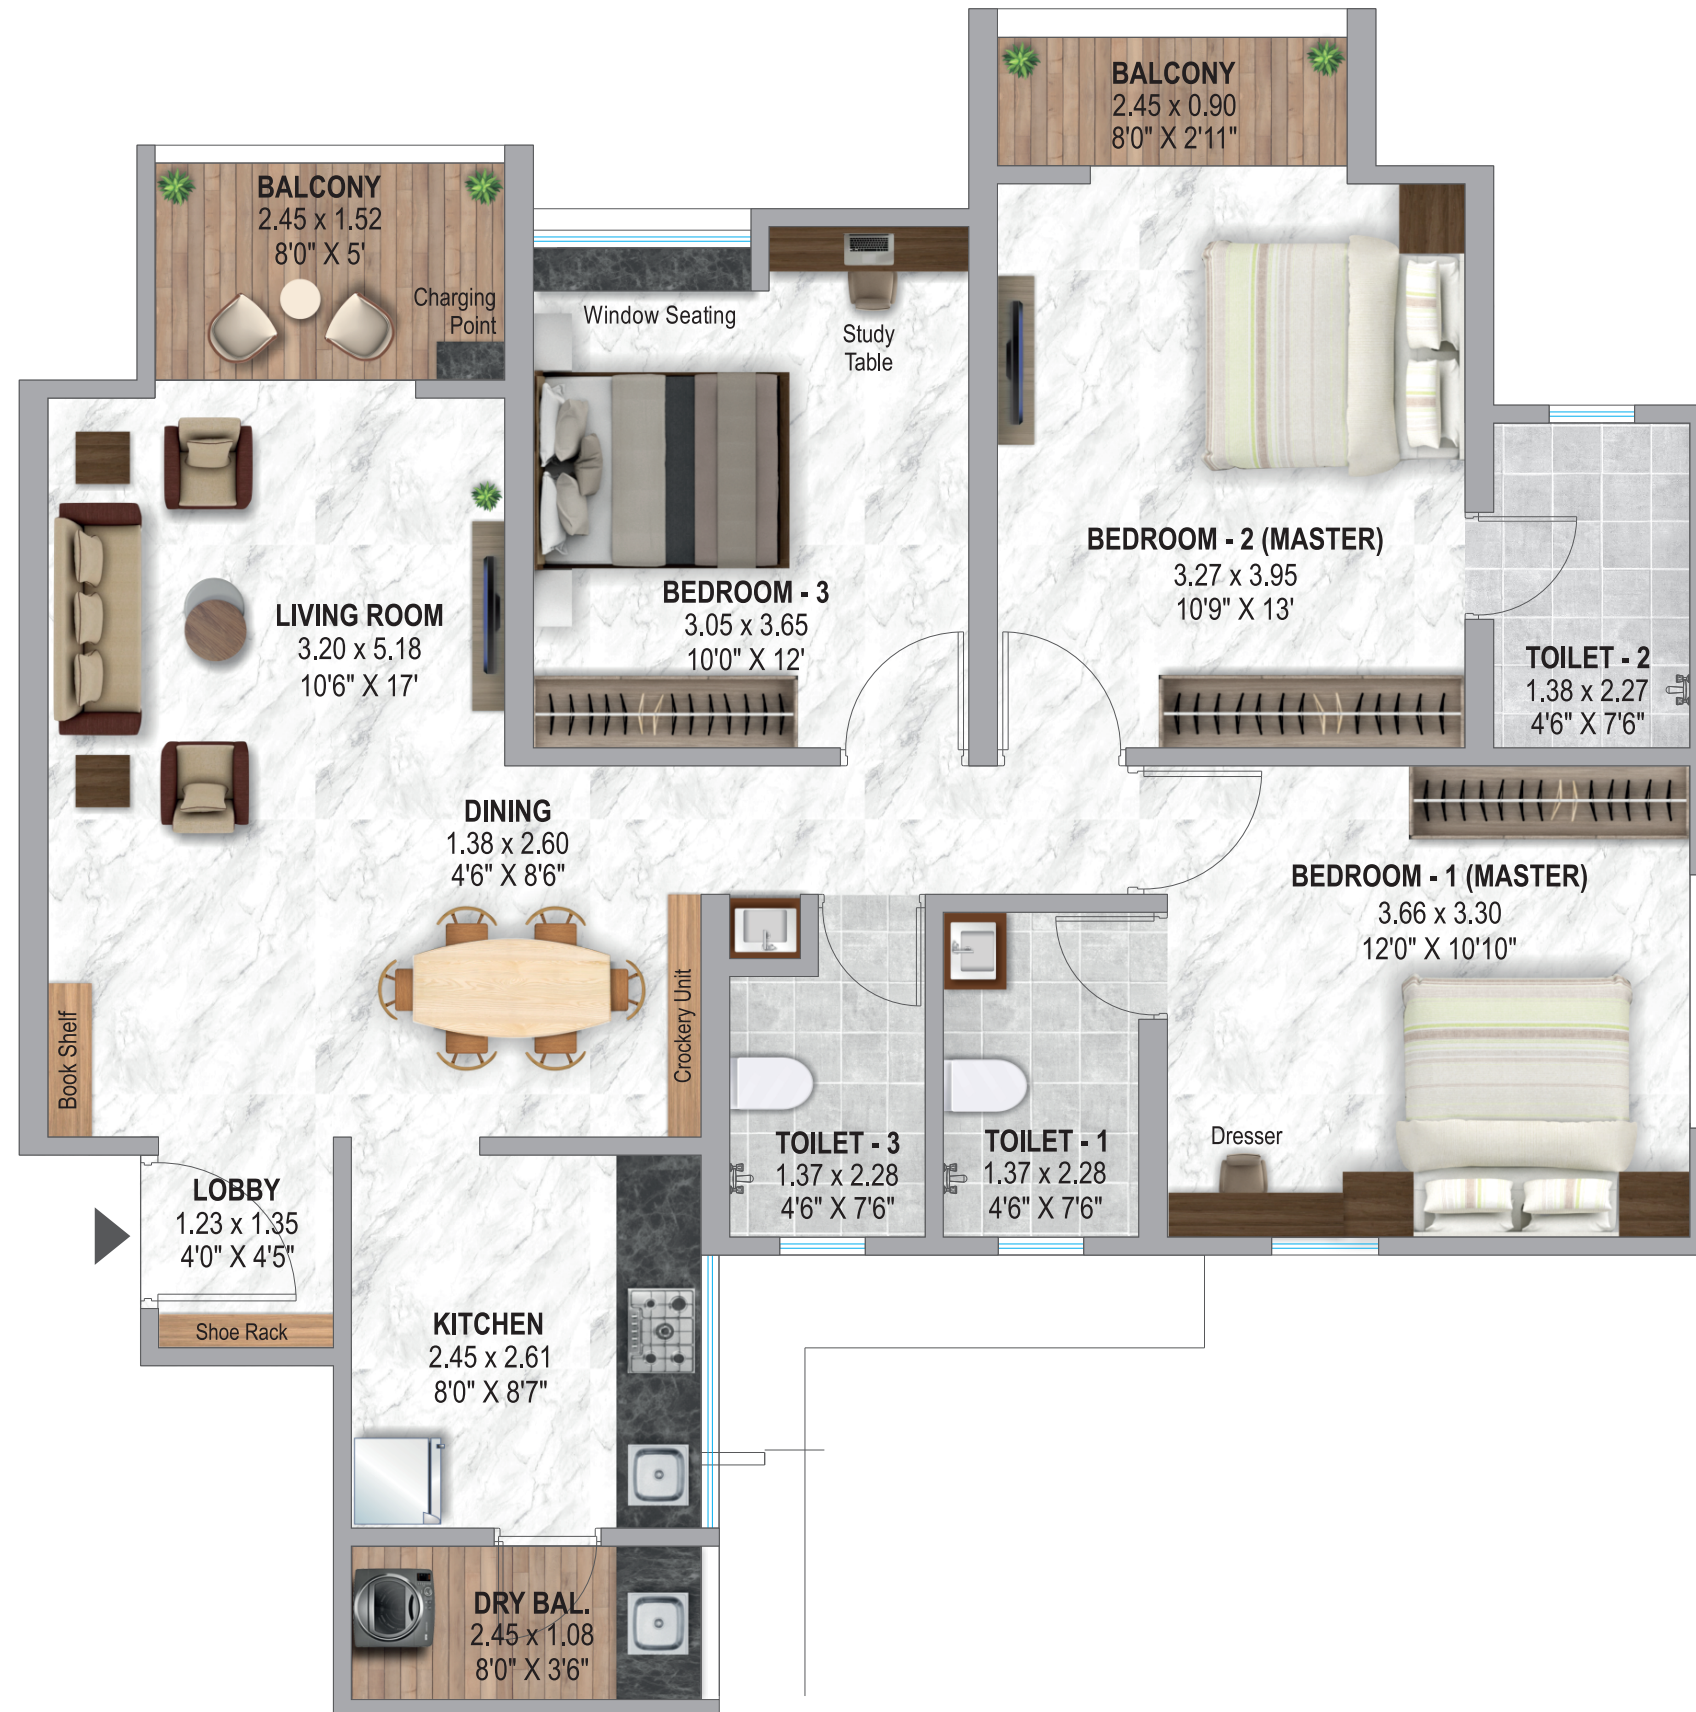 BALCONY
2.45 x 0.90
8'0" X 2'11"
BALCONY
2.45 x 1.52
8'0" X 5'
Charging
Point
Window Seating
Study
Table
BEDROOM - 2 (MASTER)
3.27 x 3.95
10'9" X 13'
BEDROOM - 3
3.05 x 3.65
10'0" X 12'
LIVING ROOM
3.20 x 5.18
10'6" X 17'
TOILET - 2
1.38 x 2.27
4'6" X 7'6"
DINING
1.38 x 2.60
4'6" X 8'6"
BEDROOM - 1 (MASTER)
3.66 x 3.30
12'0" X 10'10"
Book Shelf
Crockery Unit
Dresser
TOILET - 3
1.37 x 2.28
4'6" X 7'6"
TOILET - 1
1.37 x 2.28
4'6" X 7'6"
LOBBY
1.23 x 1.35
4'0" X 4'5"
Shoe Rack
KITCHEN
2.45 x 2.61
8'0" X 8'7"
DRY BAL.
2.45 x 1.08
8'0" X 3'6"